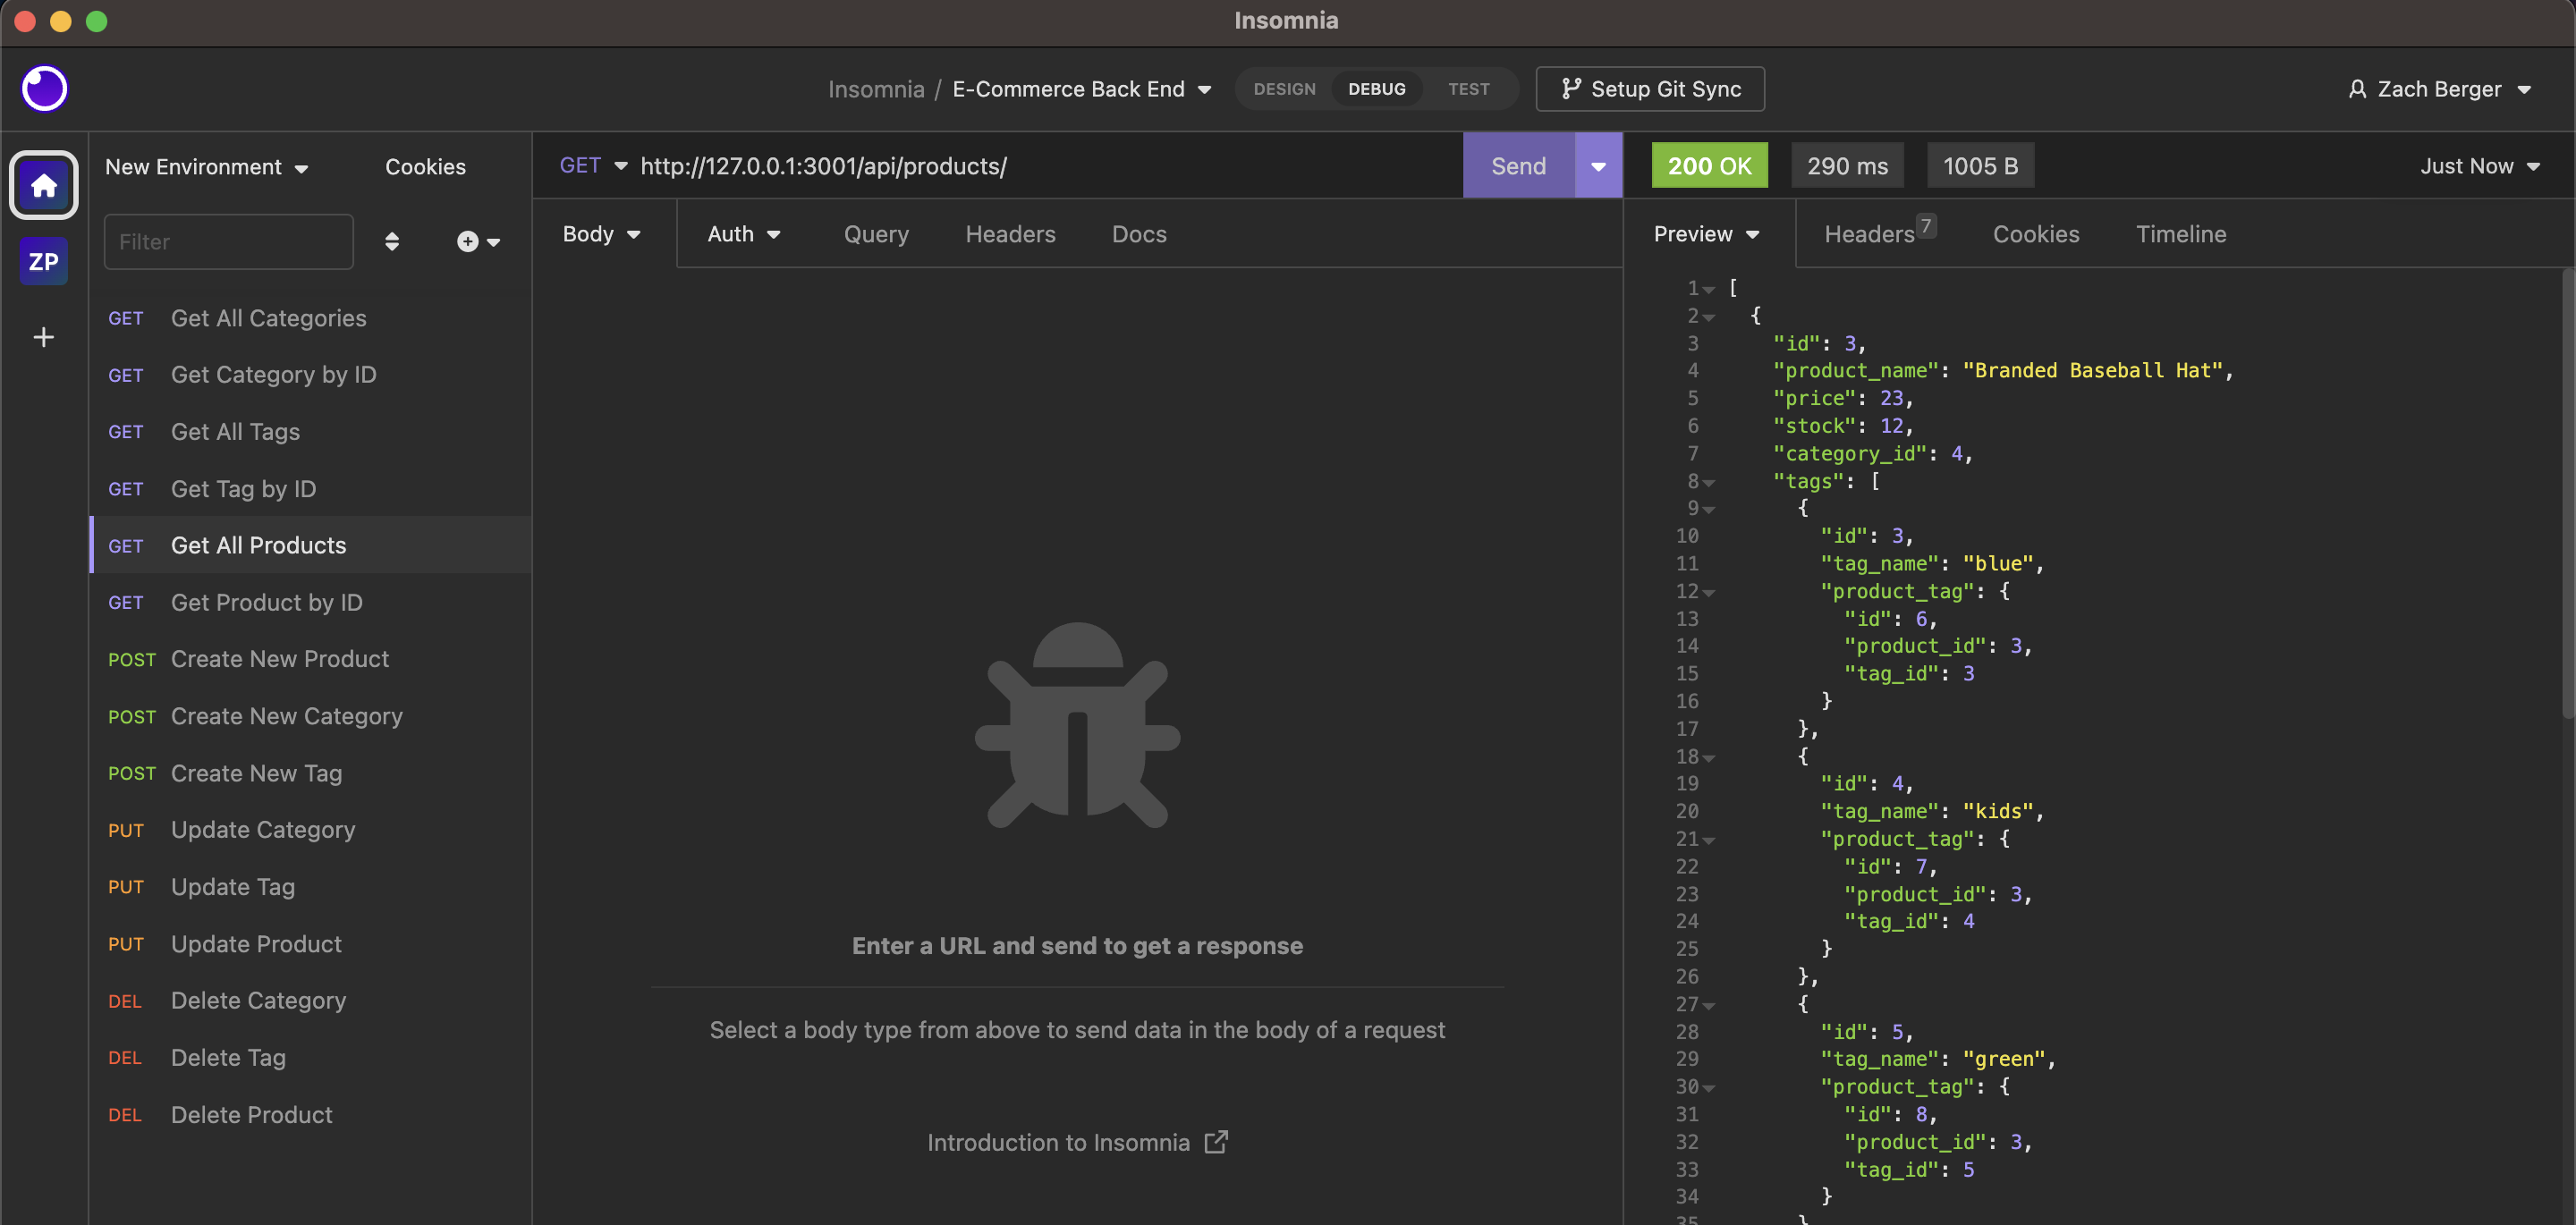 Insomnia
Insomnia / E-Commerce Back End
DESIGN DEBUG TEST
Setup Git Sync
Zach Berger
ZP
New Environment
Cookies
Filter
GET Get All Categories
GET Get Category by ID
GET Get All Tags
GET Get Tag by ID
GET Get All Products
GET Get Product by ID
POST Create New Product
POST Create New Category
POST Create New Tag
PUT Update Category
PUT Update Tag
PUT Update Product
DEL Delete Category
DEL Delete Tag
DEL Delete Product
GET http://127.0.0.1:3001/api/products/
Send
Body Auth Query Headers Docs
Enter a URL and send to get a response
Select a body type from above to send data in the body of a request
Introduction to Insomnia
200 OK 290 ms 1005 B
Just Now
Preview Headers 7 Cookies Timeline
1 [
2 {
3 "id": 3,
4 "product_name": "Branded Baseball Hat",
5 "price": 23,
6 "stock": 12,
7 "category_id": 4,
8 "tags": [
9 {
10 "id": 3,
11 "tag_name": "blue",
12 "product_tag": {
13 "id": 6,
14 "product_id": 3,
15 "tag_id": 3
16 }
17 },
18 {
19 "id": 4,
20 "tag_name": "kids",
21 "product_tag": {
22 "id": 7,
23 "product_id": 3,
24 "tag_id": 4
25 }
26 },
27 {
28 "id": 5,
29 "tag_name": "green",
30 "product_tag": {
31 "id": 8,
32 "product_id": 3,
33 "tag_id": 5
34 }
35 }